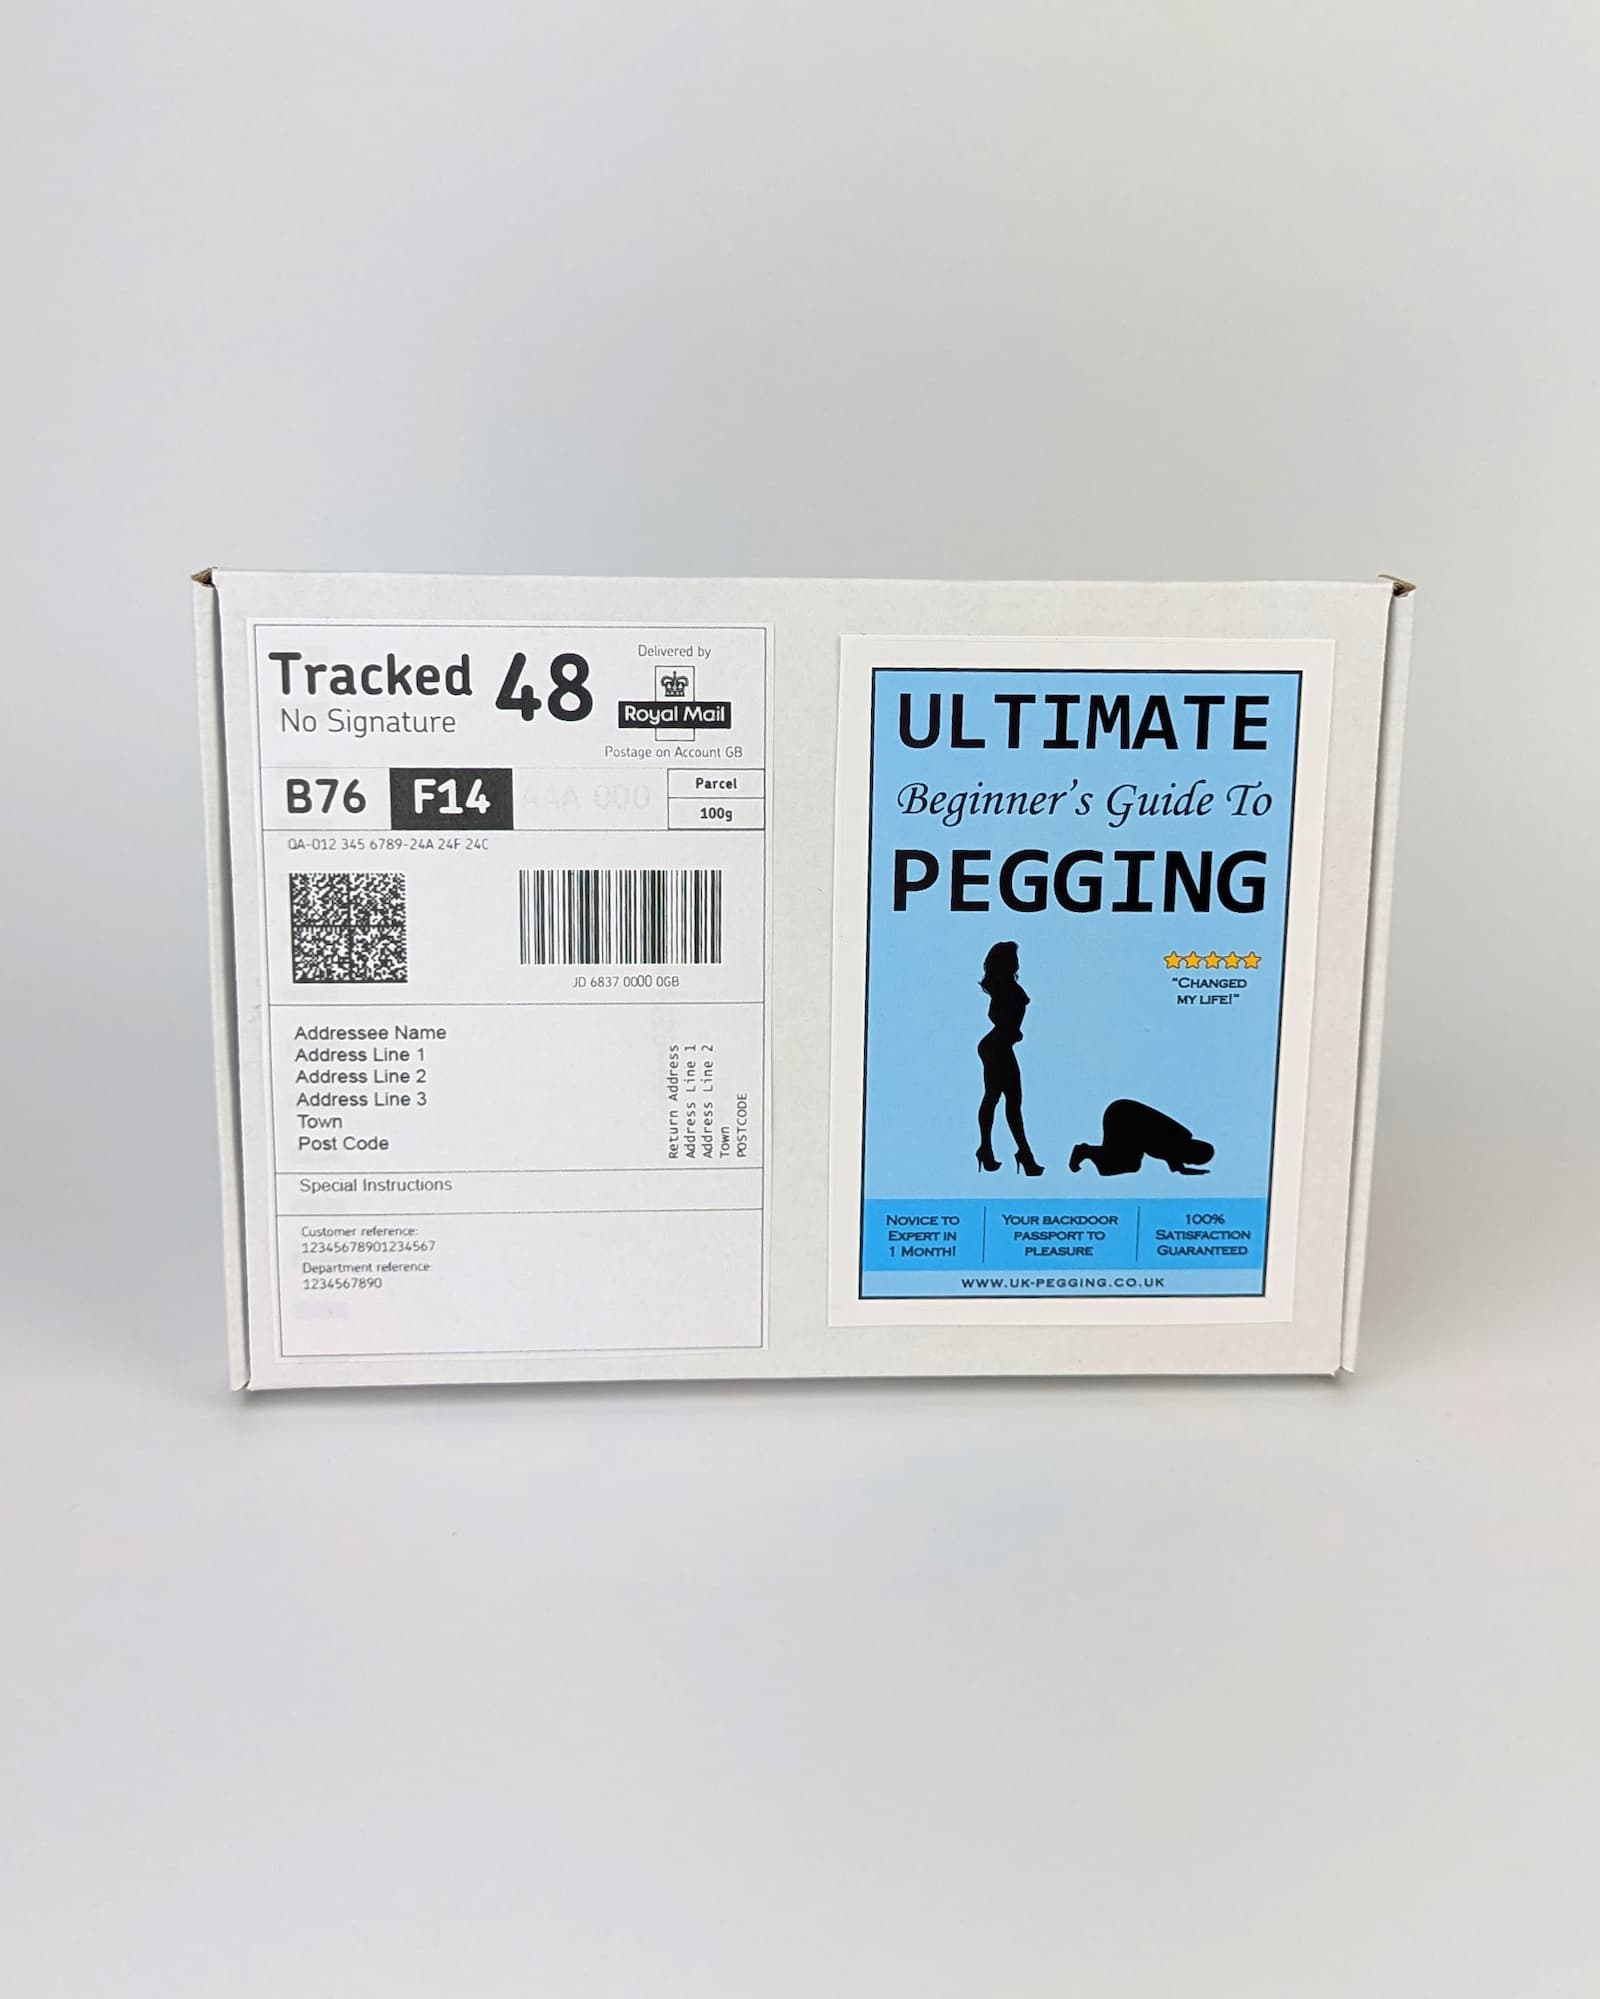 Tracked 48
No Signature
Delivered by
Royal Mail
Postage on Account GB
B76 F14 AAA 000
Parcel
100g
QA-012 345 6789-24A 24F 24C
JD 6837 0000 0GB
Addressee Name
Address Line 1
Address Line 2
Address Line 3
Town
Post Code
Return Address
Address Line 1
Address Line 2
Town
POSTCODE
Special Instructions
Customer reference:
12345678901234567
Department reference
1234567890
ULTIMATE
Beginner's Guide To
PEGGING
"CHANGED
MY LIFE!"
NOVICE TO
EXPERT IN
1 MONTH!
YOUR BACKDOOR
PASSPORT TO
PLEASURE
100%
SATISFACTION
GUARANTEED
WWW.UK-PEGGING.CO.UK